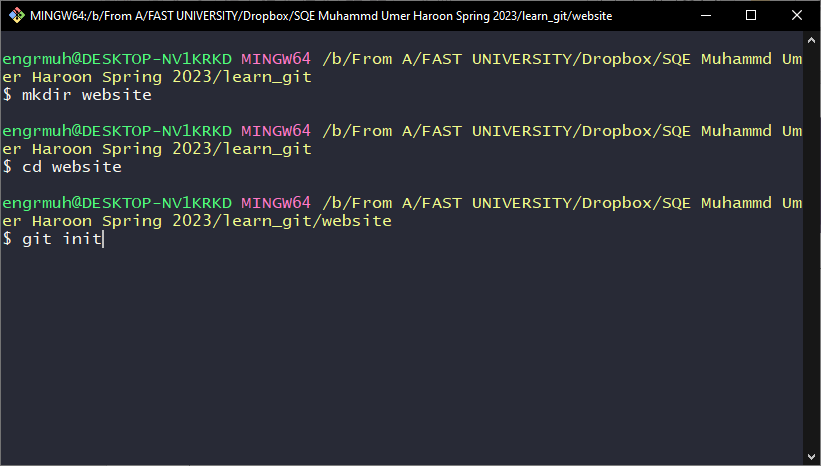 MINGW64:/b/From A/FAST UNIVERSITY/Dropbox/SQE Muhammd Umer Haroon Spring 2023/learn_git/website
engrmuh@DESKTOP-NV1KRKD MINGW64 /b/From A/FAST UNIVERSITY/Dropbox/SQE Muhammd Um
er Haroon Spring 2023/learn_git
$ mkdir website
engrmuh@DESKTOP-NV1KRKD MINGW64 /b/From A/FAST UNIVERSITY/Dropbox/SQE Muhammd Um
er Haroon Spring 2023/learn_git
$ cd website
engrmuh@DESKTOP-NV1KRKD MINGW64 /b/From A/FAST UNIVERSITY/Dropbox/SQE Muhammd Um
er Haroon Spring 2023/learn_git/website
$ git init